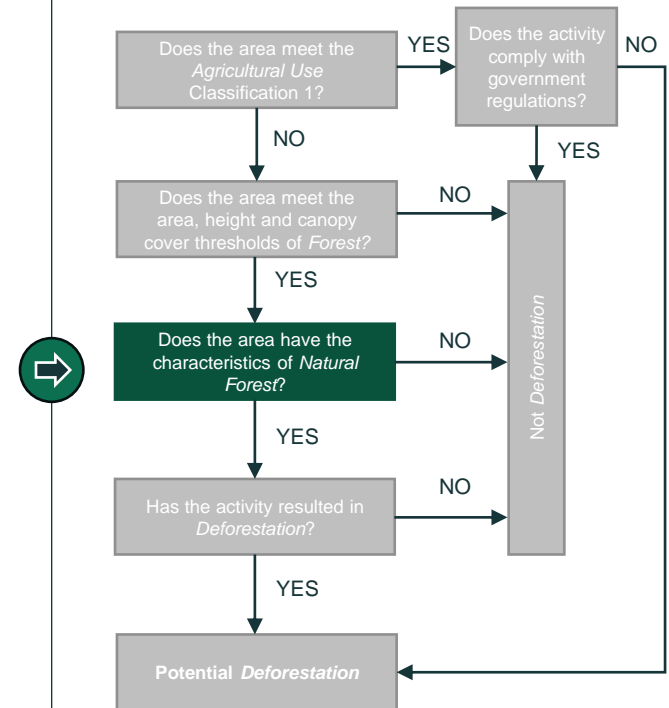 Does the area meet the
Agricultural Use
Classification 1?
YES
Does the activity
comply with
government
regulations?
NO
NO
YES
Does the area meet the
area, height and canopy
cover thresholds of Forest?
NO
YES
Does the area have the
characteristics of Natural
Forest?
NO
Not Deforestation
YES
Has the activity resulted in
Deforestation?
NO
YES
Potential Deforestation